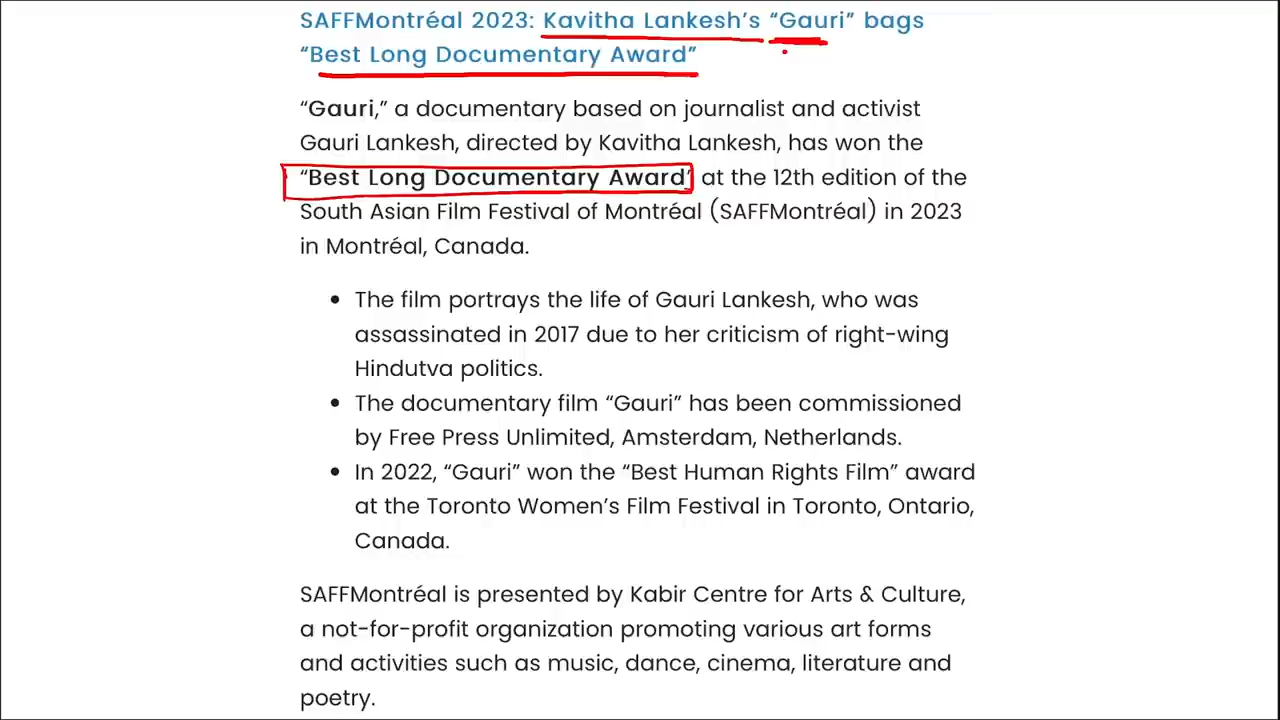 SAFFMontréal 2023: Kavitha Lankesh’s “Gauri” bags
“Best Long Documentary Award”
“Gauri,” a documentary based on journalist and activist
Gauri Lankesh, directed by Kavitha Lankesh, has won the
“Best Long Documentary Award” at the 12th edition of the
South Asian Film Festival of Montréal (SAFFMontréal) in 2023
in Montréal, Canada.
• The film portrays the life of Gauri Lankesh, who was
assassinated in 2017 due to her criticism of right-wing
Hindutva politics.
• The documentary film “Gauri” has been commissioned
by Free Press Unlimited, Amsterdam, Netherlands.
• In 2022, “Gauri” won the “Best Human Rights Film” award
at the Toronto Women’s Film Festival in Toronto, Ontario,
Canada.
SAFFMontréal is presented by Kabir Centre for Arts & Culture,
a not-for-profit organization promoting various art forms
and activities such as music, dance, cinema, literature and
poetry.